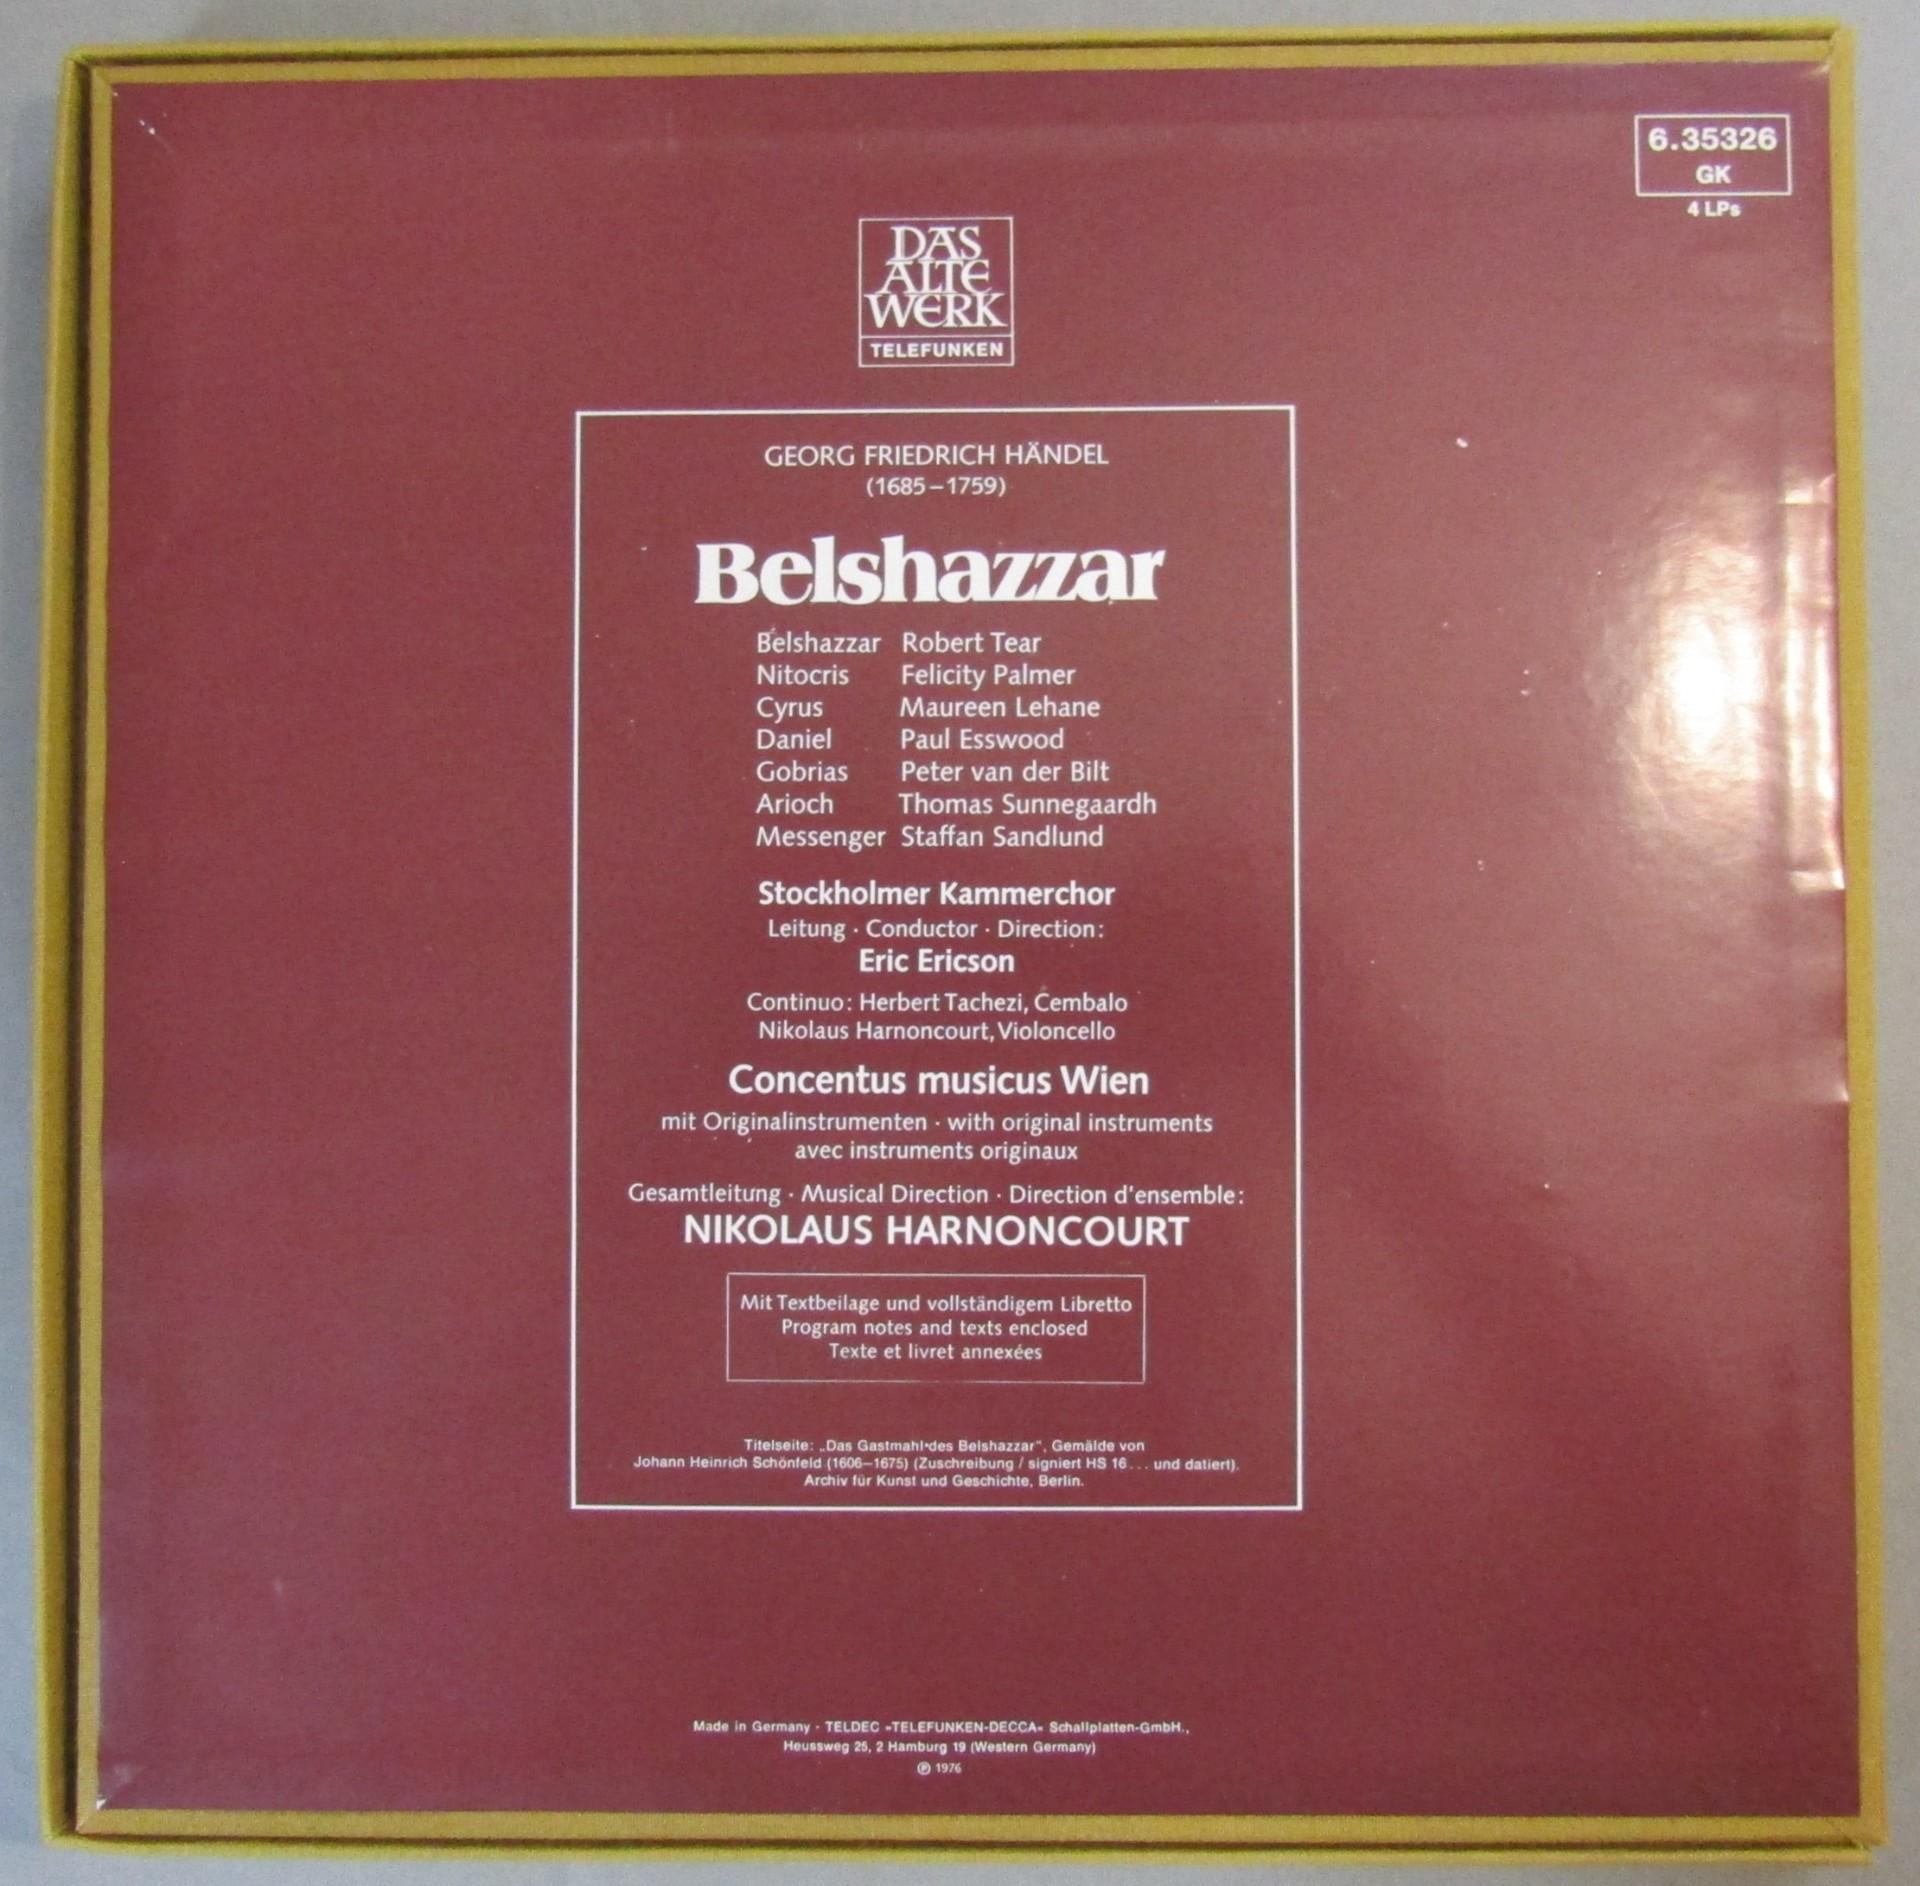 6.35326
GK
4 LPs
DAS
ALTE
WERK
TELEFUNKEN
GEORG FRIEDRICH HÄNDEL
(1685–1759)
Belshazzar
Belshazzar Robert Tear
Nitocris Felicity Palmer
Cyrus Maureen Lehane
Daniel Paul Esswood
Gobrias Peter van der Bilt
Arioch Thomas Sunnegaardh
Messenger Staffan Sandlund
Stockholmer Kammerchor
Leitung · Conductor · Direction:
Eric Ericson
Continuo: Herbert Tachezi, Cembalo
Nikolaus Harnoncourt, Violoncello
Concentus musicus Wien
mit Originalinstrumenten · with original instruments
avec instruments originaux
Gesamtleitung · Musical Direction · Direction d'ensemble:
NIKOLAUS HARNONCOURT
Mit Textbeilage und vollständigem Libretto
Program notes and texts enclosed
Texte et livret annexées
Titelseite: „Das Gastmahl des Belshazzar", Gemälde von
Johann Heinrich Schönfeld (1606–1675) (Zuschreibung / signiert HS 16... und datiert).
Archiv für Kunst und Geschichte, Berlin.
Made in Germany · TELDEC »TELEFUNKEN-DECCA« Schallplatten-GmbH.,
Heussweg 25, 2 Hamburg 19 (Western Germany)
℗ 1976